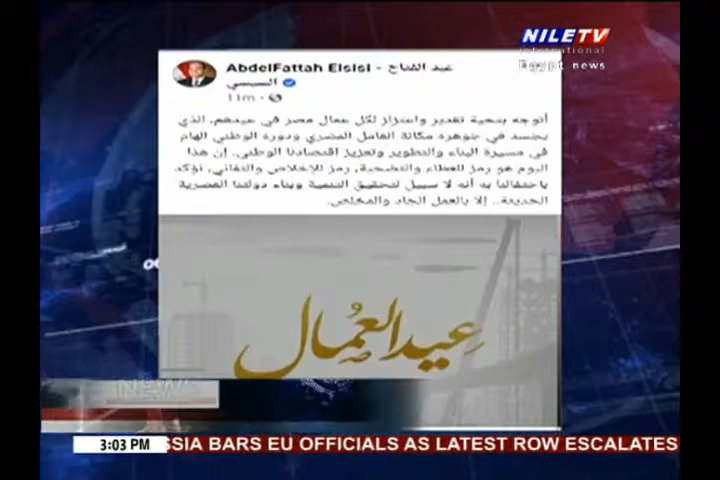 NILETV
international
Egypt news
AbdelFattah Elsisi - عبد الفتاح
السيسي
11m
أتوجه بتحية تقدير واعتزاز لكل عمال مصر في عيدهم، الذي
يجسد في جوهره مكانة العامل المصري ودوره الوطني الهام
في مسيرة البناء والتطوير وتعزيز اقتصادنا الوطني. إن هذا
اليوم هو رمز للعطاء والتضحية، رمز للإخلاص والتفاني، نؤكد
باحتفالنا به أنه لا سبيل لتحقيق التنمية وبناء دولتنا المصرية
الحديثة.. إلا بالعمل الجاد والمخلص.
عيد العمال
NEW
3:03 PM SSIA BARS EU OFFICIALS AS LATEST ROW ESCALATES